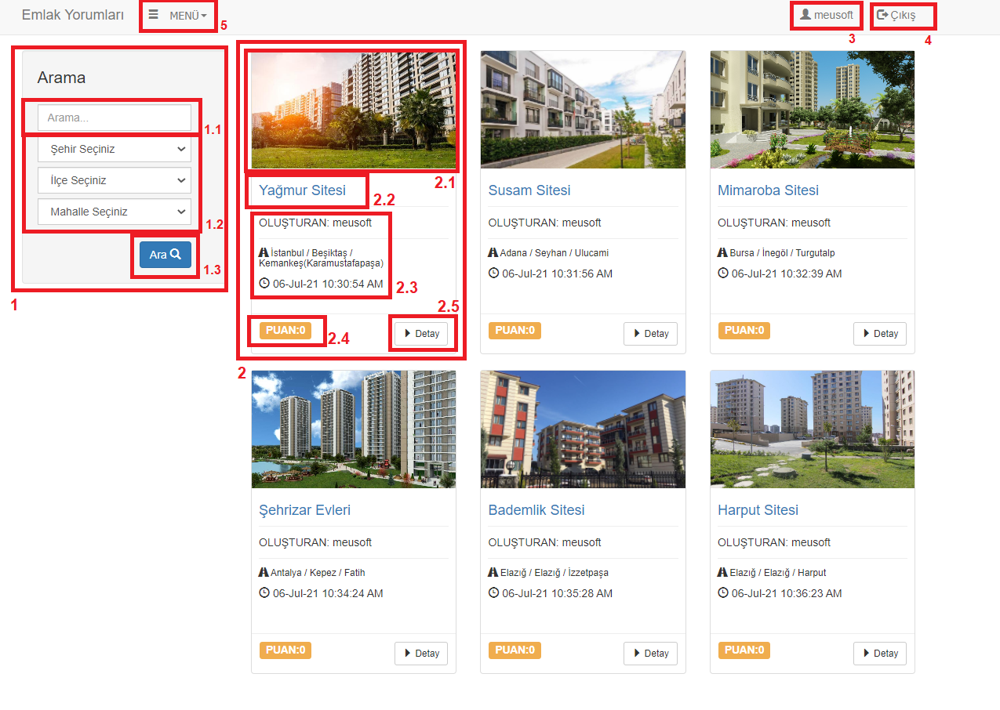 Emlak Yorumları
MENÜ
5
meusoft
3
Çıkış
4
Arama
Arama...
1.1
Şehir Seçiniz
İlçe Seçiniz
Mahalle Seçiniz
1.2
Ara
1.3
1
2.1
Yağmur Sitesi
2.2
OLUŞTURAN: meusoft
İstanbul / Beşiktaş /
Kemankeş(Karamustafapaşa)
06-Jul-21 10:30:54 AM
2.3
2.5
PUAN:0
2.4
Detay
2
Susam Sitesi
OLUŞTURAN: meusoft
Adana / Seyhan / Ulucami
06-Jul-21 10:31:56 AM
PUAN:0
Detay
Mimaroba Sitesi
OLUŞTURAN: meusoft
Bursa / İnegöl / Turgutalp
06-Jul-21 10:32:39 AM
PUAN:0
Detay
Şehrizar Evleri
OLUŞTURAN: meusoft
Antalya / Kepez / Fatih
06-Jul-21 10:34:24 AM
PUAN:0
Detay
Bademlik Sitesi
OLUŞTURAN: meusoft
Elazığ / Elazığ / İzzetpaşa
06-Jul-21 10:35:28 AM
PUAN:0
Detay
Harput Sitesi
OLUŞTURAN: meusoft
Elazığ / Elazığ / Harput
06-Jul-21 10:36:23 AM
PUAN:0
Detay